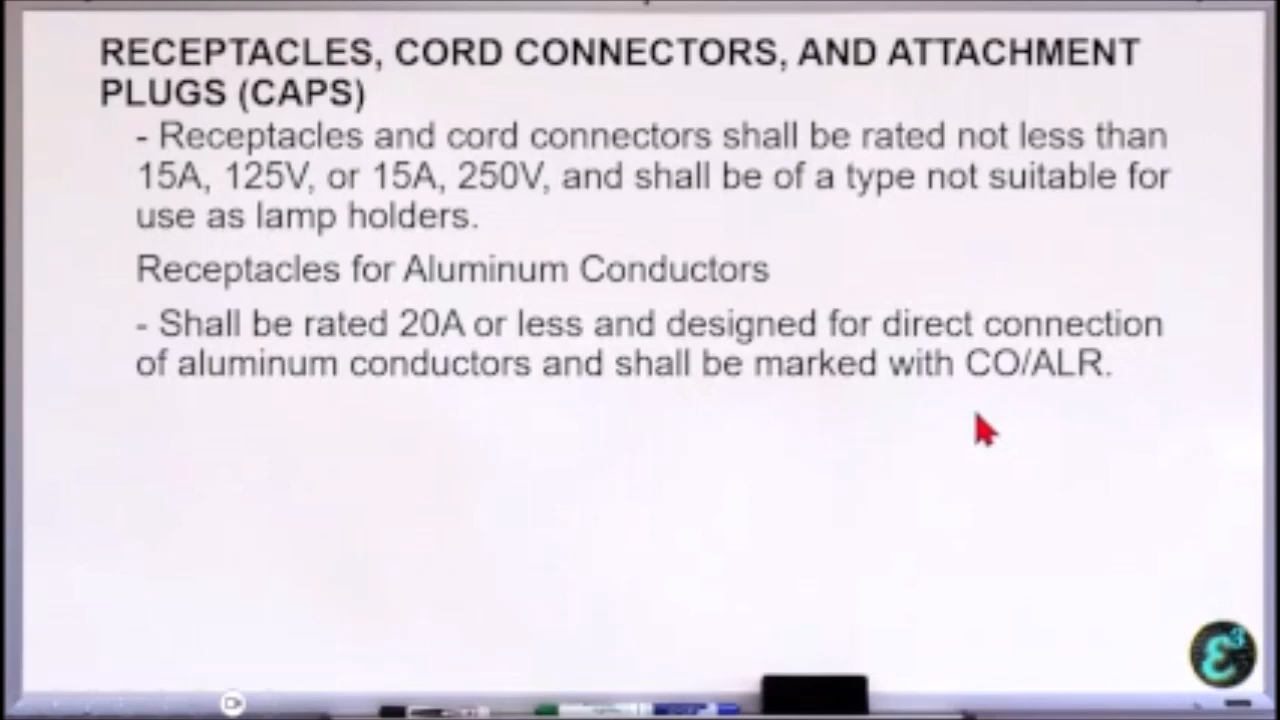 RECEPTACLES, CORD CONNECTORS, AND ATTACHMENT
PLUGS (CAPS)
- Receptacles and cord connectors shall be rated not less than
15A, 125V, or 15A, 250V, and shall be of a type not suitable for
use as lamp holders.
Receptacles for Aluminum Conductors
- Shall be rated 20A or less and designed for direct connection
of aluminum conductors and shall be marked with CO/ALR.
ε³